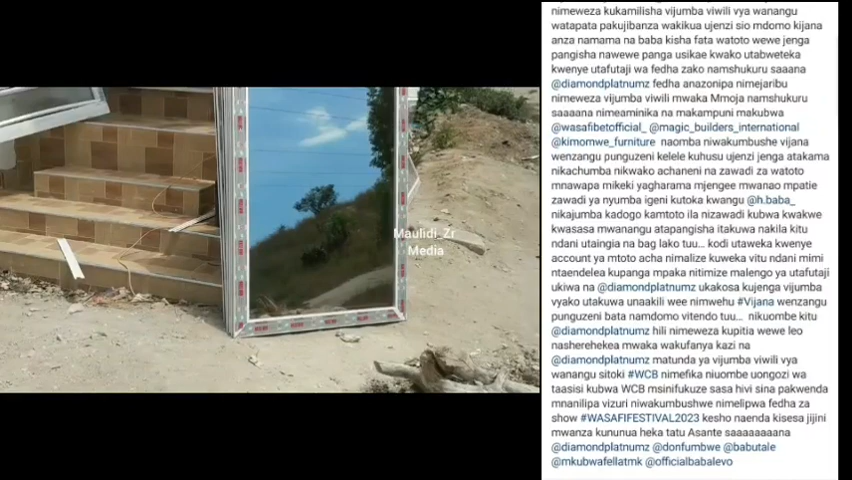 Maulidi_Zr
Media
nimeweza kukamilisha vijumba viwili vya wanangu
watapata pakujibanza wakikua ujenzi sio mdomo kijana
anza namama na baba kisha fata watoto wewe jenga
pangisha nawewe panga usikae kwako utabweteka
kwenye utafutaji wa fedha zako namshukuru saaana
@diamondplatnumz fedha anazonipa nimejaribu
nimeweza vijumba viwili mwaka Mmoja namshukuru
saaaana nimeaminika na makampuni makubwa
@wasafibetofficial_ @magic_builders_international
@kimomwe_furniture naomba niwakumbushe vijana
wenzangu punguzeni kelele kuhusu ujenzi jenga atakama
nikachumba nikwako achaneni na zawadi za watoto
mnawapa mikeki yagharama mjengee mwanao mpatie
zawadi ya nyumba igeni kutoka kwangu @h.baba_
nikajumba kadogo kamtoto ila nizawadi kubwa kwakwe
kwasasa mwanangu atapangisha itakuwa nakila kitu
ndani utaingia na bag lako tuu... kodi utaweka kwenye
account ya mtoto acha nimalize kuweka vitu ndani mimi
ntaendelea kupanga mpaka nitimize malengo ya utafutaji
ukiwa na @diamondplatnumz ukakosa kujenga vijumba
vyako utakuwa unaakili wee nimwehu #Vijana wenzangu
punguzeni bata namdomo vitendo tuu... nikuombe kitu
@diamondplatnumz hili nimeweza kupitia wewe leo
nasherehekea mwaka wakufanya kazi na
@diamondplatnumz matunda ya vijumba viwili vya
wanangu sitoki #WCB nimefika niuombe uongozi wa
taasisi kubwa WCB msinifukuze sasa hivi sina pakwenda
mnanilipa vizuri niwakumbushwe nimelipwa fedha za
show #WASAFIFESTIVAL2023 kesho naenda kisesa jijini
mwanza kununua heka tatu Asante saaaaaaaana
@diamondplatnumz @donfumbwe @babutale
@mkubwafellatmk @officialbabalevo